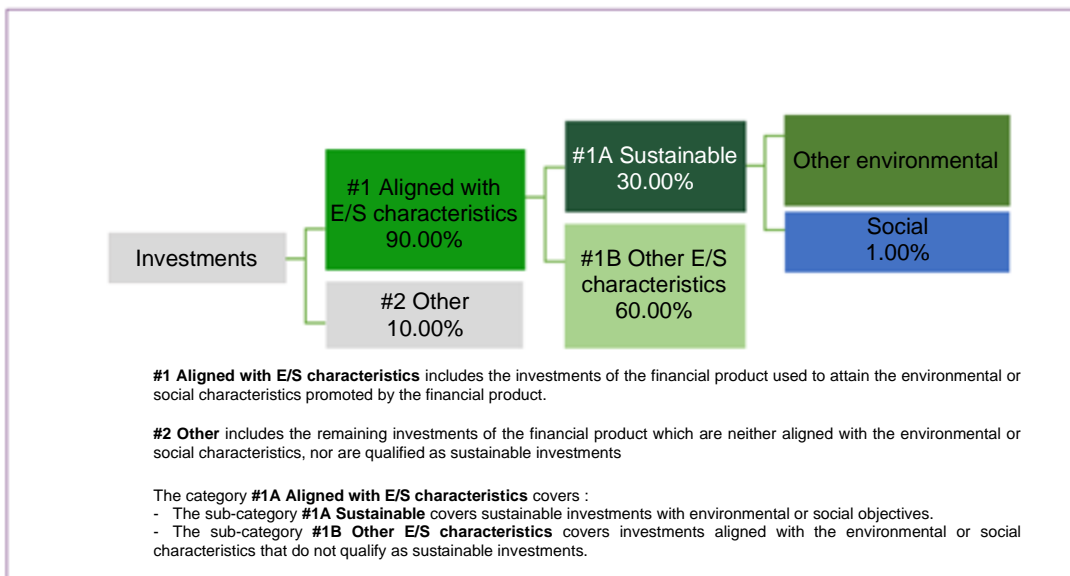 #1A Sustainable
30.00%
Other environmental
#1 Aligned with
E/S characteristics
90.00%
Social
1.00%
Investments
#1B Other E/S
characteristics
60.00%
#2 Other
10.00%
#1 Aligned with E/S characteristics includes the investments of the financial product used to attain the environmental or
social characteristics promoted by the financial product.
#2 Other includes the remaining investments of the financial product which are neither aligned with the environmental or
social characteristics, nor are qualified as sustainable investments
The category #1A Aligned with E/S characteristics covers :
- The sub-category #1A Sustainable covers sustainable investments with environmental or social objectives.
- The sub-category #1B Other E/S characteristics covers investments aligned with the environmental or social
characteristics that do not qualify as sustainable investments.